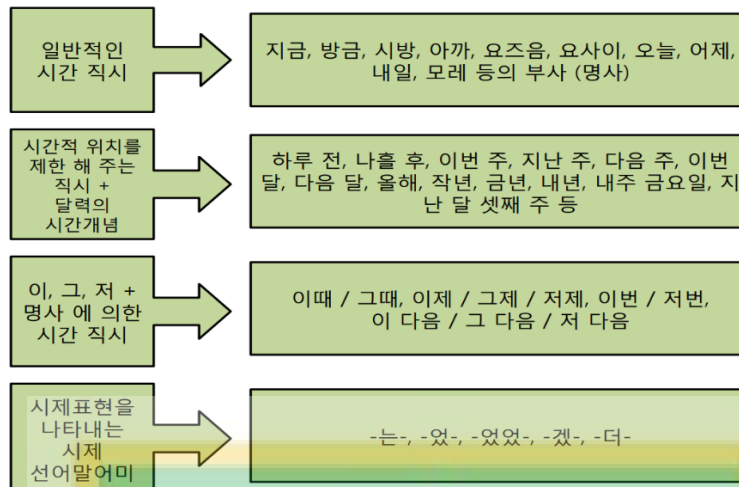 일반적인
시간 직시
지금, 방금, 시방, 아까, 요즈음, 요사이, 오늘, 어제,
내일, 모레 등의 부사 (명사)
시간적 위치를
제한 해 주는
직시 +
달력의
시간개념
하루 전, 나흘 후, 이번 주, 지난 주, 다음 주, 이번
달, 다음 달, 올해, 작년, 금년, 내년, 내주 금요일, 지
난 달 셋째 주 등
이, 그, 저 +
명사 에 의한
시간 직시
이때 / 그때, 이제 / 그제 / 저제, 이번 / 저번,
이 다음 / 그 다음 / 저 다음
시제표현을
나타내는
시제
선어말어미
-는-, -었-, -었었-, -겠-, -더-